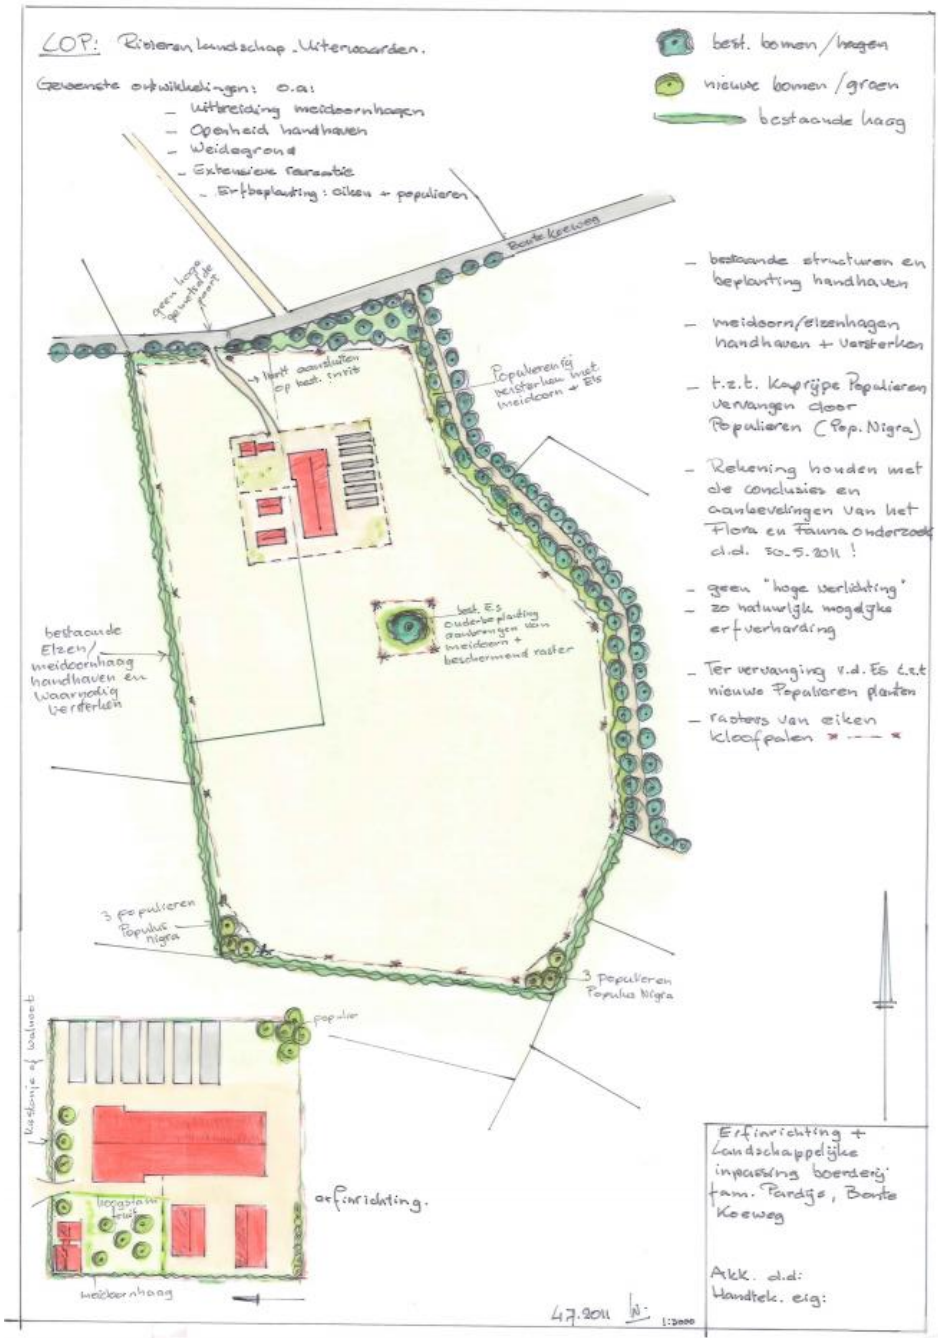 LOP: Rivierenlandschap. Uiterwaarden.
Gewenste ontwikkelingen: o.a:
– Uitbreiding meidoornhagen
– Openheid handhaven
– Weidegrond
– Extensieve recreatie
– Erfbeplanting: eiken + populieren
best. bomen/hagen
nieuwe bomen/groen
bestaande haag
Bonte Koeweg
geen hoge
gemetselde
poort
→ inrit aansluiten
op best. inrit
Populierenrij
versterken met
meidoorn + Els
– bestaande structuren en
beplanting handhaven
– meidoorn/elzenhagen
handhaven + versterken
– t.z.t. Kaprijpe Populieren
vervangen door
Populieren (Pop. Nigra)
– Rekening houden met
de conclusies en
aanbevelingen van het
Flora en Fauna onderzoek
d.d. 30.5.2011 !
– geen "hoge verlichting"
– zo natuurlijk mogelijke
erfverharding
– Ter vervanging v.d. Es t.z.t
nieuwe Populieren planten
– rasters van eiken
kloofpalen
best. Es
onderbeplanting
aanbrengen van
meidoorn +
beschermend raster
bestaande
Elzen/
meidoornhaag
handhaven en
waarnodig
versterken
3 populieren
Populus
nigra
3 populieren
Populus Nigra
populier
Kastanje of walnoot
hoogstam
fruit
meidoornhaag
erfinrichting.
Erfinrichting +
Landschappelijke
inpassing boerderij
fam. Pardijs, Bonte
Koeweg
Akk. d.d:
Handtek. eig:
4.7.2011
1:2000